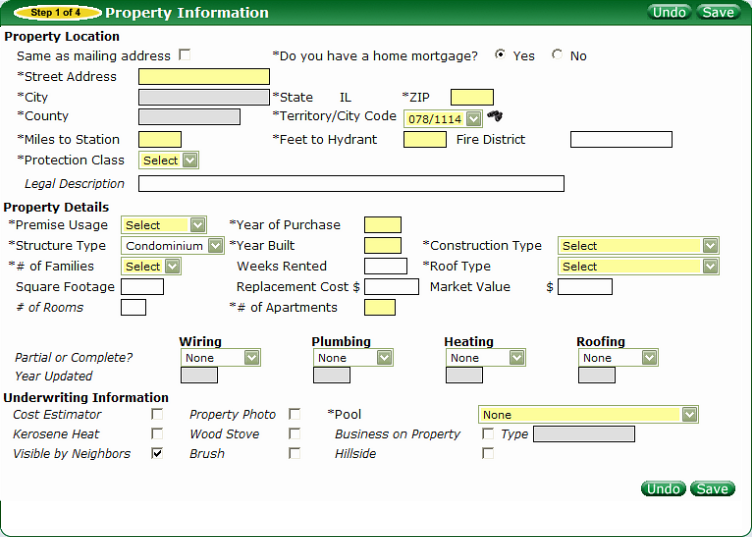 Step 1 of 4 Property Information Undo Save
Property Location
Same as mailing address *Do you have a home mortgage? Yes No
*Street Address
*City *State IL *ZIP
*County *Territory/City Code 078/1114
*Miles to Station *Feet to Hydrant Fire District
*Protection Class Select
Legal Description
Property Details
*Premise Usage Select *Year of Purchase
*Structure Type Condominium *Year Built *Construction Type Select
*# of Families Select Weeks Rented *Roof Type Select
Square Footage Replacement Cost $ Market Value $
# of Rooms *# of Apartments
Wiring Plumbing Heating Roofing
Partial or Complete? None None None None
Year Updated
Underwriting Information
Cost Estimator Property Photo *Pool None
Kerosene Heat Wood Stove Business on Property Type
Visible by Neighbors Brush Hillside
Undo Save